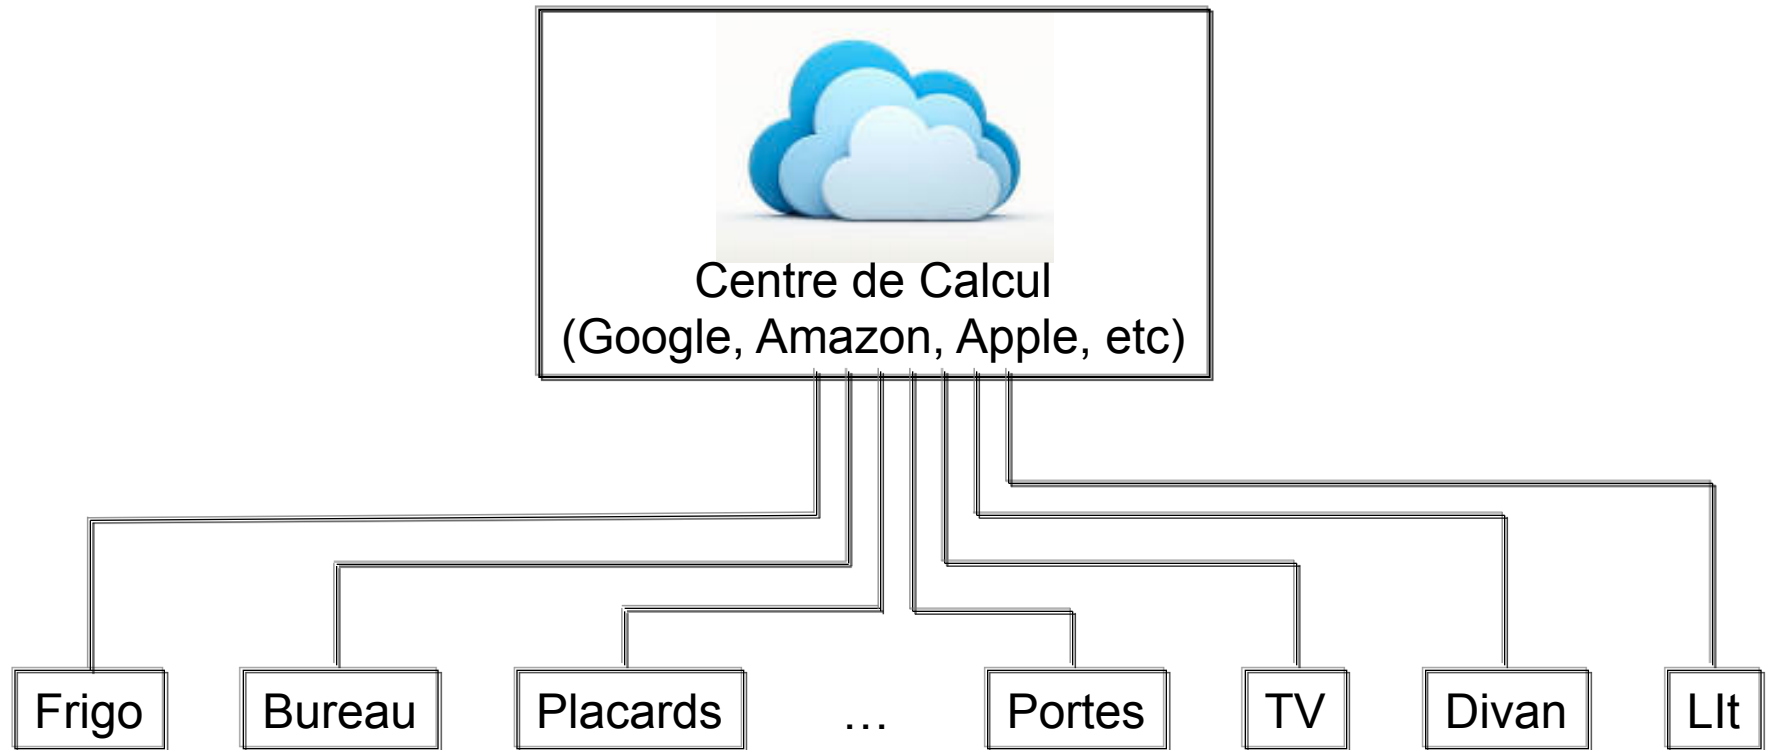 Centre de Calcul
(Google, Amazon, Apple, etc)
Frigo
Bureau
Placards
...
Portes
TV
Divan
LIt